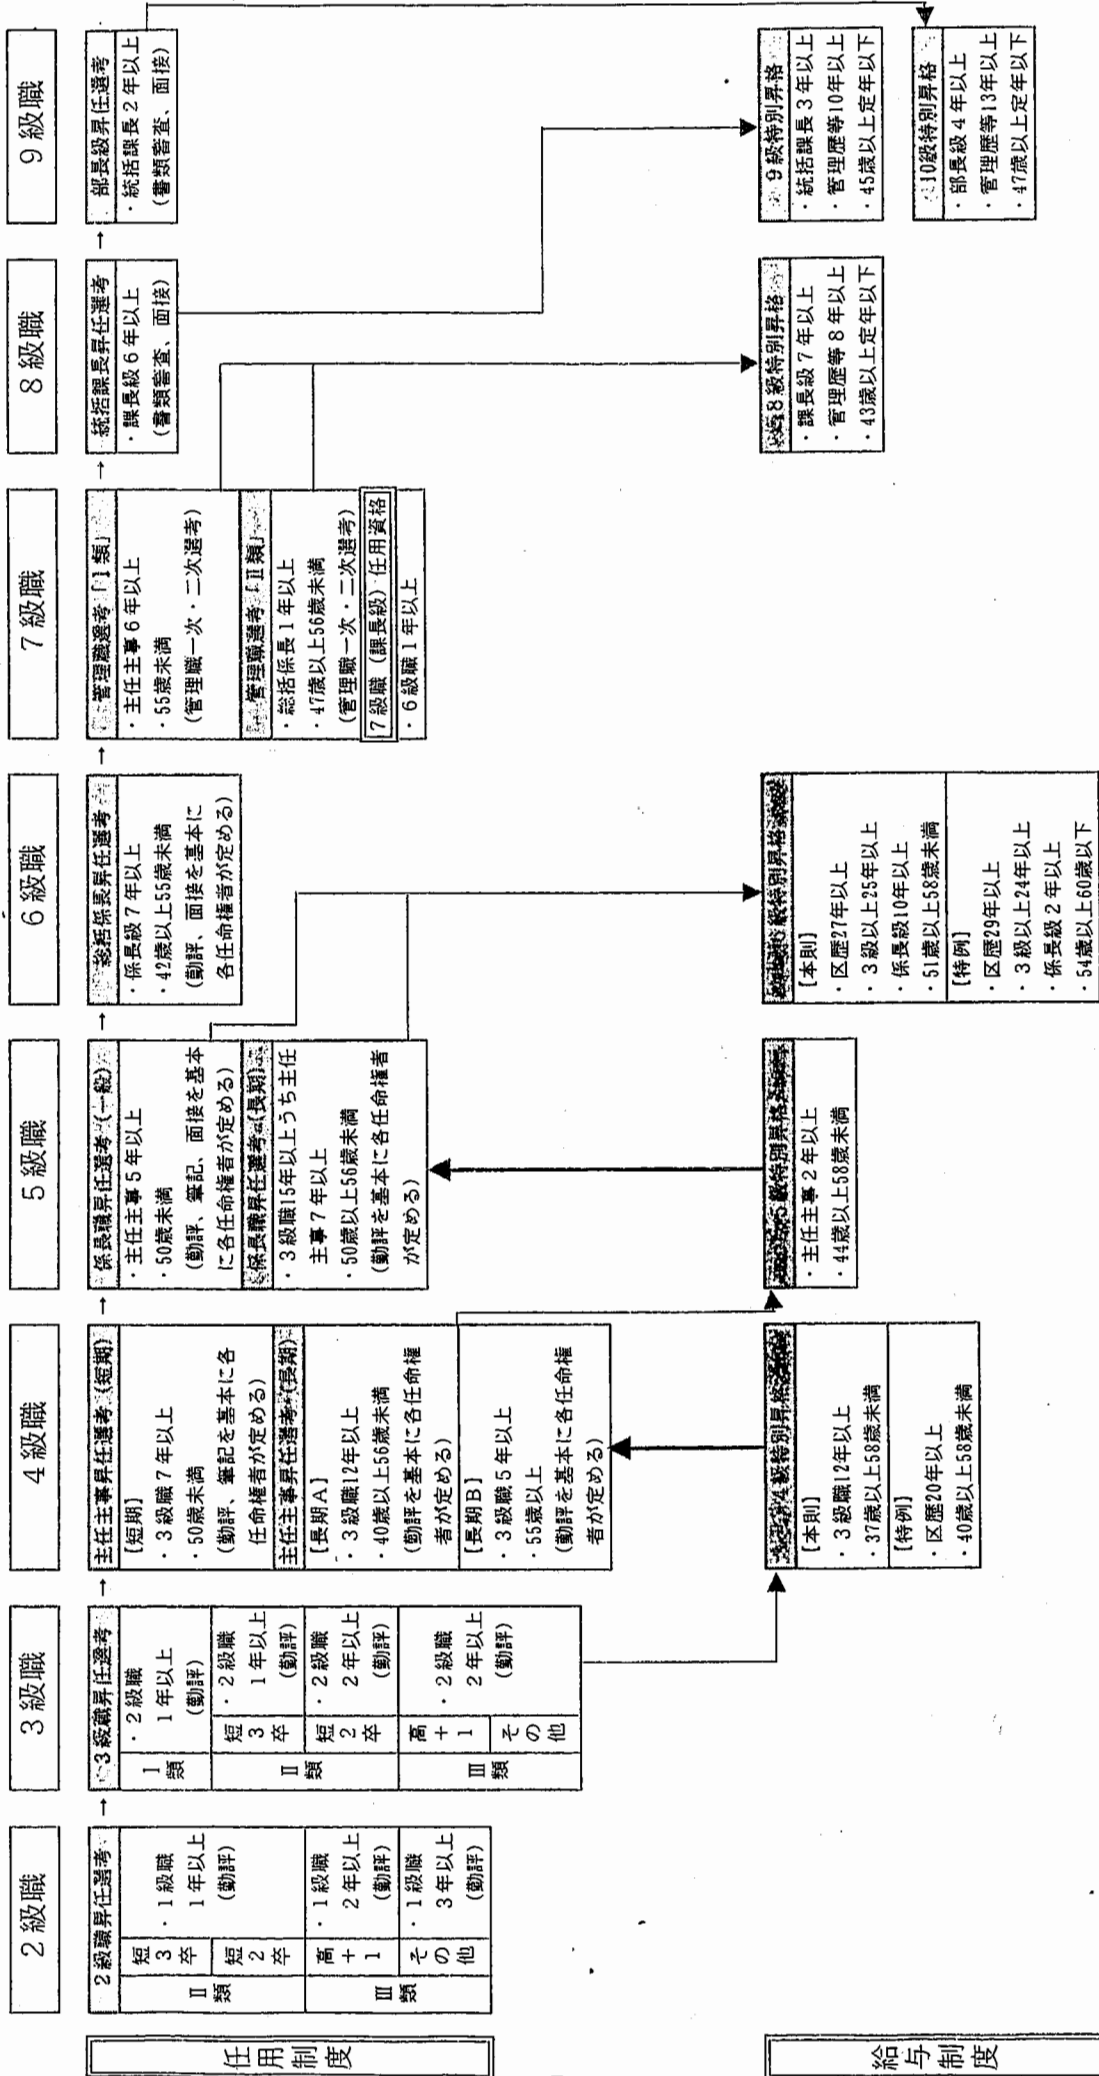 任用制度
2級職
2級職昇任選考
Ⅱ類
短3卒
短2卒
・1級職
1年以上
(勤評)
Ⅲ類
高+1
・1級職
2年以上
(勤評)
その他
・1級職
3年以上
(勤評)
→
3級職
3級職昇任選考
Ⅰ類
・2級職
1年以上
(勤評)
Ⅱ類
短3卒
・2級職
1年以上
(勤評)
短2卒
・2級職
2年以上
(勤評)
Ⅲ類
高+1
その他
・2級職
2年以上
(勤評)
→
4級職
主任主事昇任選考(短期)
[短期]
・3級職7年以上
・50歳未満
(勤評、筆記を基本に各
任命権者が定める)
主任主事昇任選考(長期)
[長期A]
・3級職12年以上
・40歳以上56歳未満
(勤評を基本に各任命権
者が定める)
[長期B]
・3級職5年以上
・55歳以上
(勤評を基本に各任命権
者が定める)
→
5級職
係長職昇任選考(一般)
・主任主事5年以上
・50歳未満
(勤評、筆記、面接を基本
に各任命権者が定める)
係長職昇任選考(長期)
・3級職15年以上うち主任
主事7年以上
・50歳以上56歳未満
(勤評を基本に各任命権者
が定める)
→
6級職
総括係長昇任選考
・係長級7年以上
・42歳以上55歳未満
(勤評、面接を基本に
各任命権者が定める)
→
7級職
管理職選考「Ⅰ類」
・主任主事6年以上
・55歳未満
(管理職一次・二次選考)
管理職選考「Ⅱ類」
・総括係長1年以上
・47歳以上56歳未満
(管理職一次・二次選考)
7級職(課長級)任用資格
・6級職1年以上
→
8級職
統括課長昇任選考
・課長級6年以上
(書類審査、面接)
→
9級職
部長級昇任選考
・統括課長2年以上
(書類審査、面接)
給与制度
4級特別昇格
[本則]
・3級職12年以上
・37歳以上58歳未満
[特例]
・区歴20年以上
・40歳以上58歳未満
5級特別昇格
・主任主事2年以上
・44歳以上58歳未満
6級特別昇格
[本則]
・区歴27年以上
・3級以上25年以上
・係長級10年以上
・51歳以上58歳未満
[特例]
・区歴29年以上
・3級以上24年以上
・係長級2年以上
・54歳以上60歳以下
8級特別昇格
・課長級7年以上
・管理歴等8年以上
・43歳以上定年以下
9級特別昇格
・統括課長3年以上
・管理歴等10年以上
・45歳以上定年以下
10級特別昇格
・部長級4年以上
・管理歴等13年以上
・47歳以上定年以下